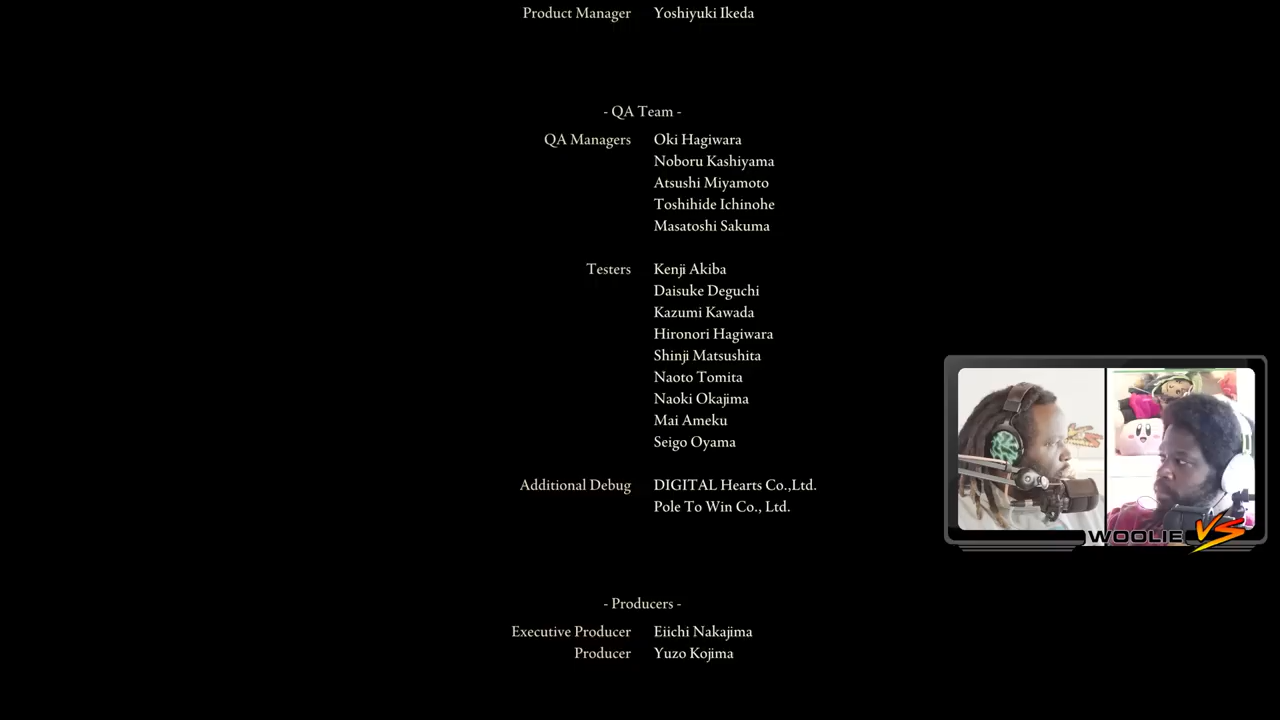 Product Manager Yoshiyuki Ikeda
- QA Team -
QA Managers Oki Hagiwara
Noboru Kashiyama
Atsushi Miyamoto
Toshihide Ichinohe
Masatoshi Sakuma
Testers Kenji Akiba
Daisuke Deguchi
Kazumi Kawada
Hironori Hagiwara
Shinji Matsushita
Naoto Tomita
Naoki Okajima
Mai Ameku
Seigo Oyama
Additional Debug DIGITAL Hearts Co.,Ltd.
Pole To Win Co., Ltd.
- Producers -
Executive Producer Eiichi Nakajima
Producer Yuzo Kojima
WOOLIE VS